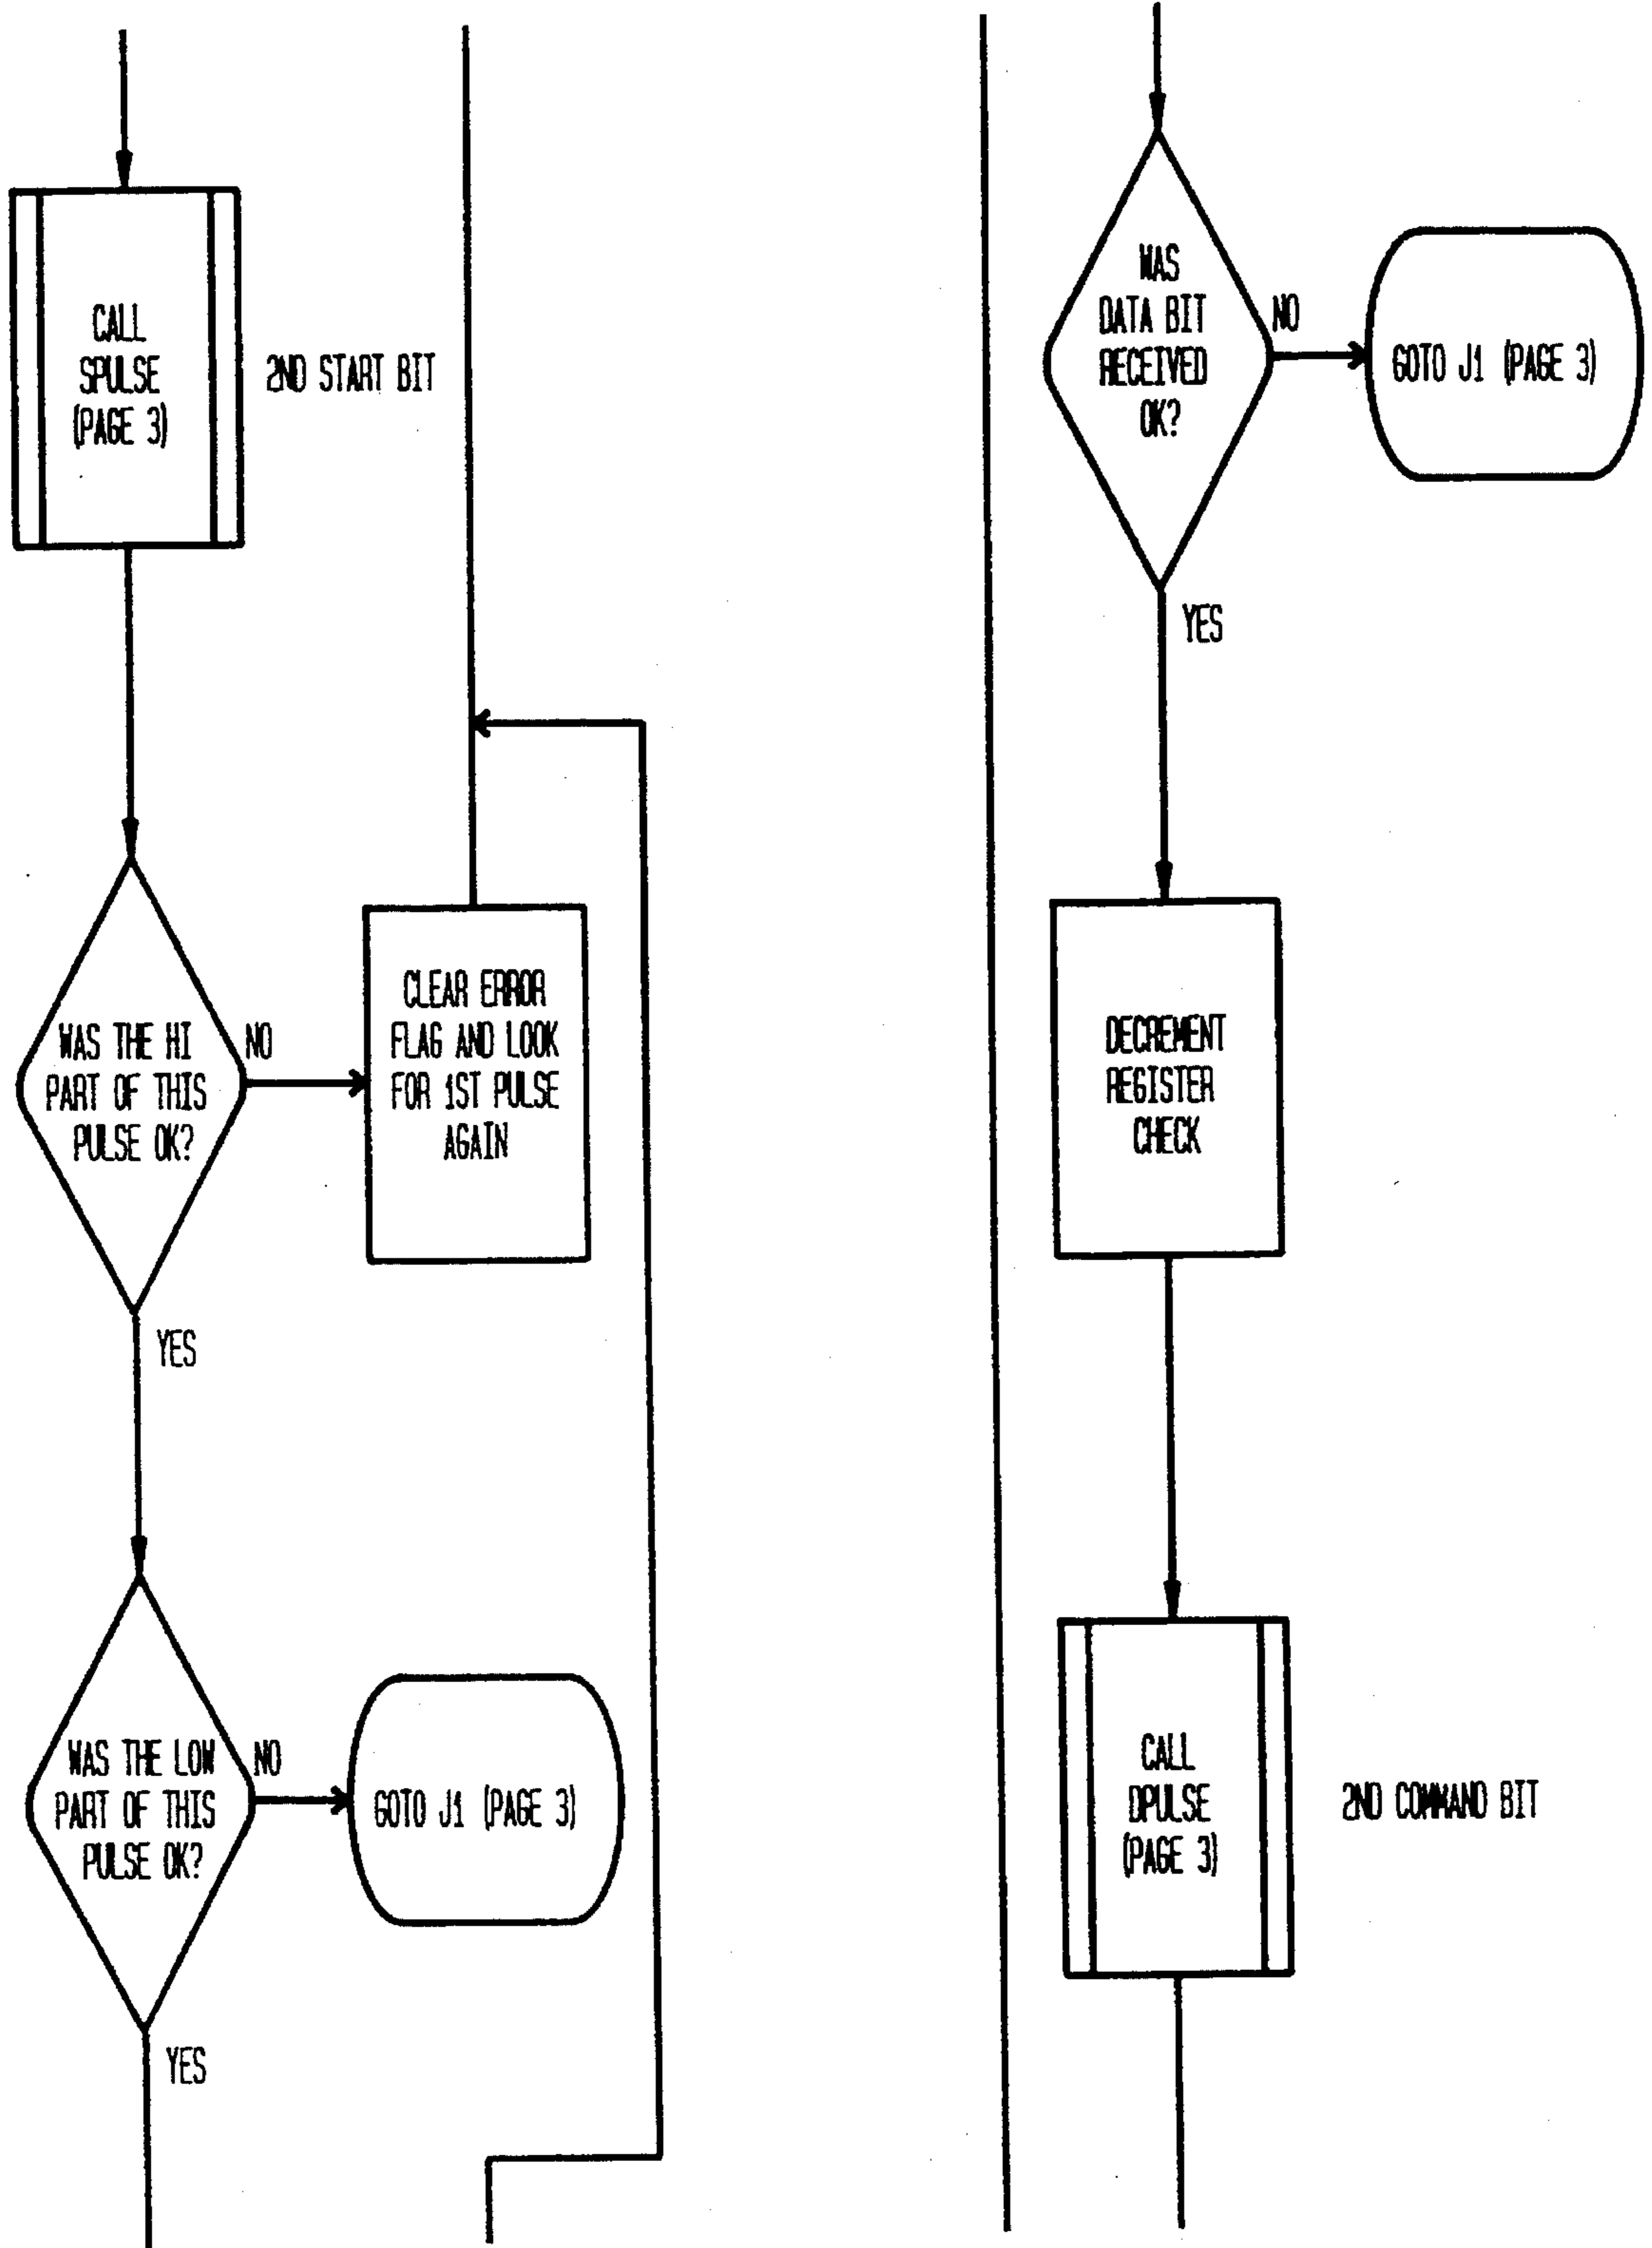 CALL
SPULSE
(PAGE 3)
2ND START BIT
WAS THE HI
PART OF THIS
PULSE OK?
NO
CLEAR ERROR
FLAG AND LOOK
FOR 1ST PULSE
AGAIN
YES
WAS THE LOW
PART OF THIS
PULSE OK?
NO
GOTO J1 (PAGE 3)
YES
WAS
DATA BIT
RECEIVED
OK?
NO
GOTO J1 (PAGE 3)
YES
DECREMENT
REGISTER
CHECK
CALL
DPULSE
(PAGE 3)
2ND COMMAND BIT